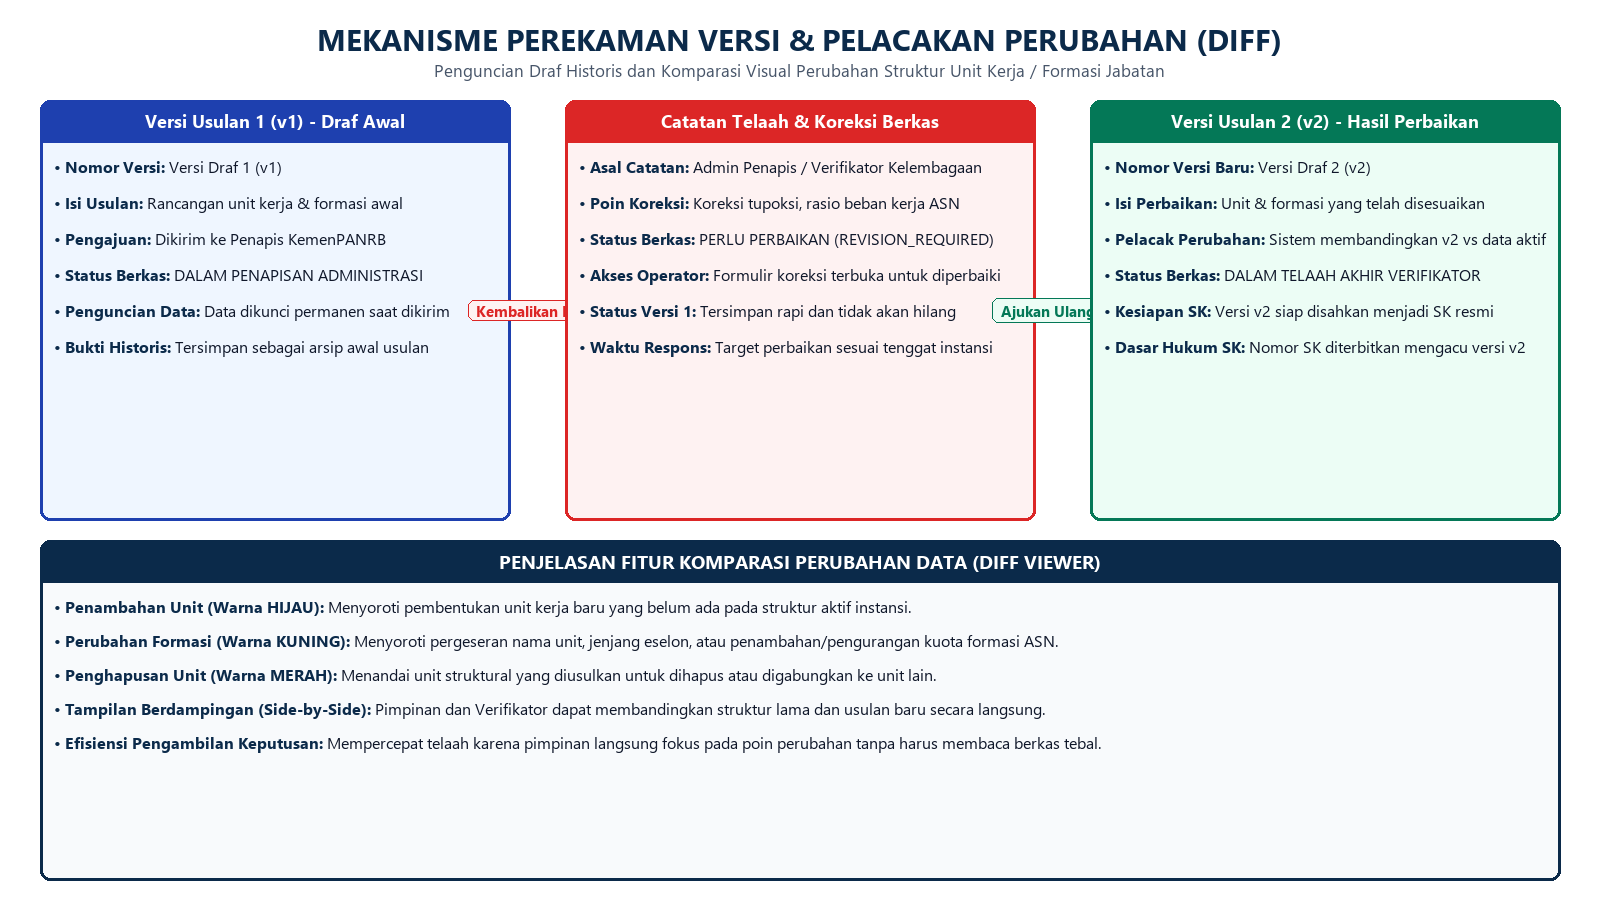 MEKANISME PEREKAMAN VERSI & PELACAKAN PERUBAHAN (DIFF)
Penguncian Draf Historis dan Komparasi Visual Perubahan Struktur Unit Kerja / Formasi Jabatan
Versi Usulan 1 (v1) - Draf Awal
• Nomor Versi: Versi Draf 1 (v1)
• Isi Usulan: Rancangan unit kerja & formasi awal
• Pengajuan: Dikirim ke Penapis KemenPANRB
• Status Berkas: DALAM PENAPISAN ADMINISTRASI
• Penguncian Data: Data dikunci permanen saat dikirim
• Bukti Historis: Tersimpan sebagai arsip awal usulan
Kembalikan
Catatan Telaah & Koreksi Berkas
• Asal Catatan: Admin Penapis / Verifikator Kelembagaan
• Poin Koreksi: Koreksi tupoksi, rasio beban kerja ASN
• Status Berkas: PERLU PERBAIKAN (REVISION_REQUIRED)
• Akses Operator: Formulir koreksi terbuka untuk diperbaiki
• Status Versi 1: Tersimpan rapi dan tidak akan hilang
• Waktu Respons: Target perbaikan sesuai tenggat instansi
Ajukan Ulang
Versi Usulan 2 (v2) - Hasil Perbaikan
• Nomor Versi Baru: Versi Draf 2 (v2)
• Isi Perbaikan: Unit & formasi yang telah disesuaikan
• Pelacak Perubahan: Sistem membandingkan v2 vs data aktif
• Status Berkas: DALAM TELAAH AKHIR VERIFIKATOR
• Kesiapan SK: Versi v2 siap disahkan menjadi SK resmi
• Dasar Hukum SK: Nomor SK diterbitkan mengacu versi v2
PENJELASAN FITUR KOMPARASI PERUBAHAN DATA (DIFF VIEWER)
• Penambahan Unit (Warna HIJAU): Menyoroti pembentukan unit kerja baru yang belum ada pada struktur aktif instansi.
• Perubahan Formasi (Warna KUNING): Menyoroti pergeseran nama unit, jenjang eselon, atau penambahan/pengurangan kuota formasi ASN.
• Penghapusan Unit (Warna MERAH): Menandai unit struktural yang diusulkan untuk dihapus atau digabungkan ke unit lain.
• Tampilan Berdampingan (Side-by-Side): Pimpinan dan Verifikator dapat membandingkan struktur lama dan usulan baru secara langsung.
• Efisiensi Pengambilan Keputusan: Mempercepat telaah karena pimpinan langsung fokus pada poin perubahan tanpa harus membaca berkas tebal.